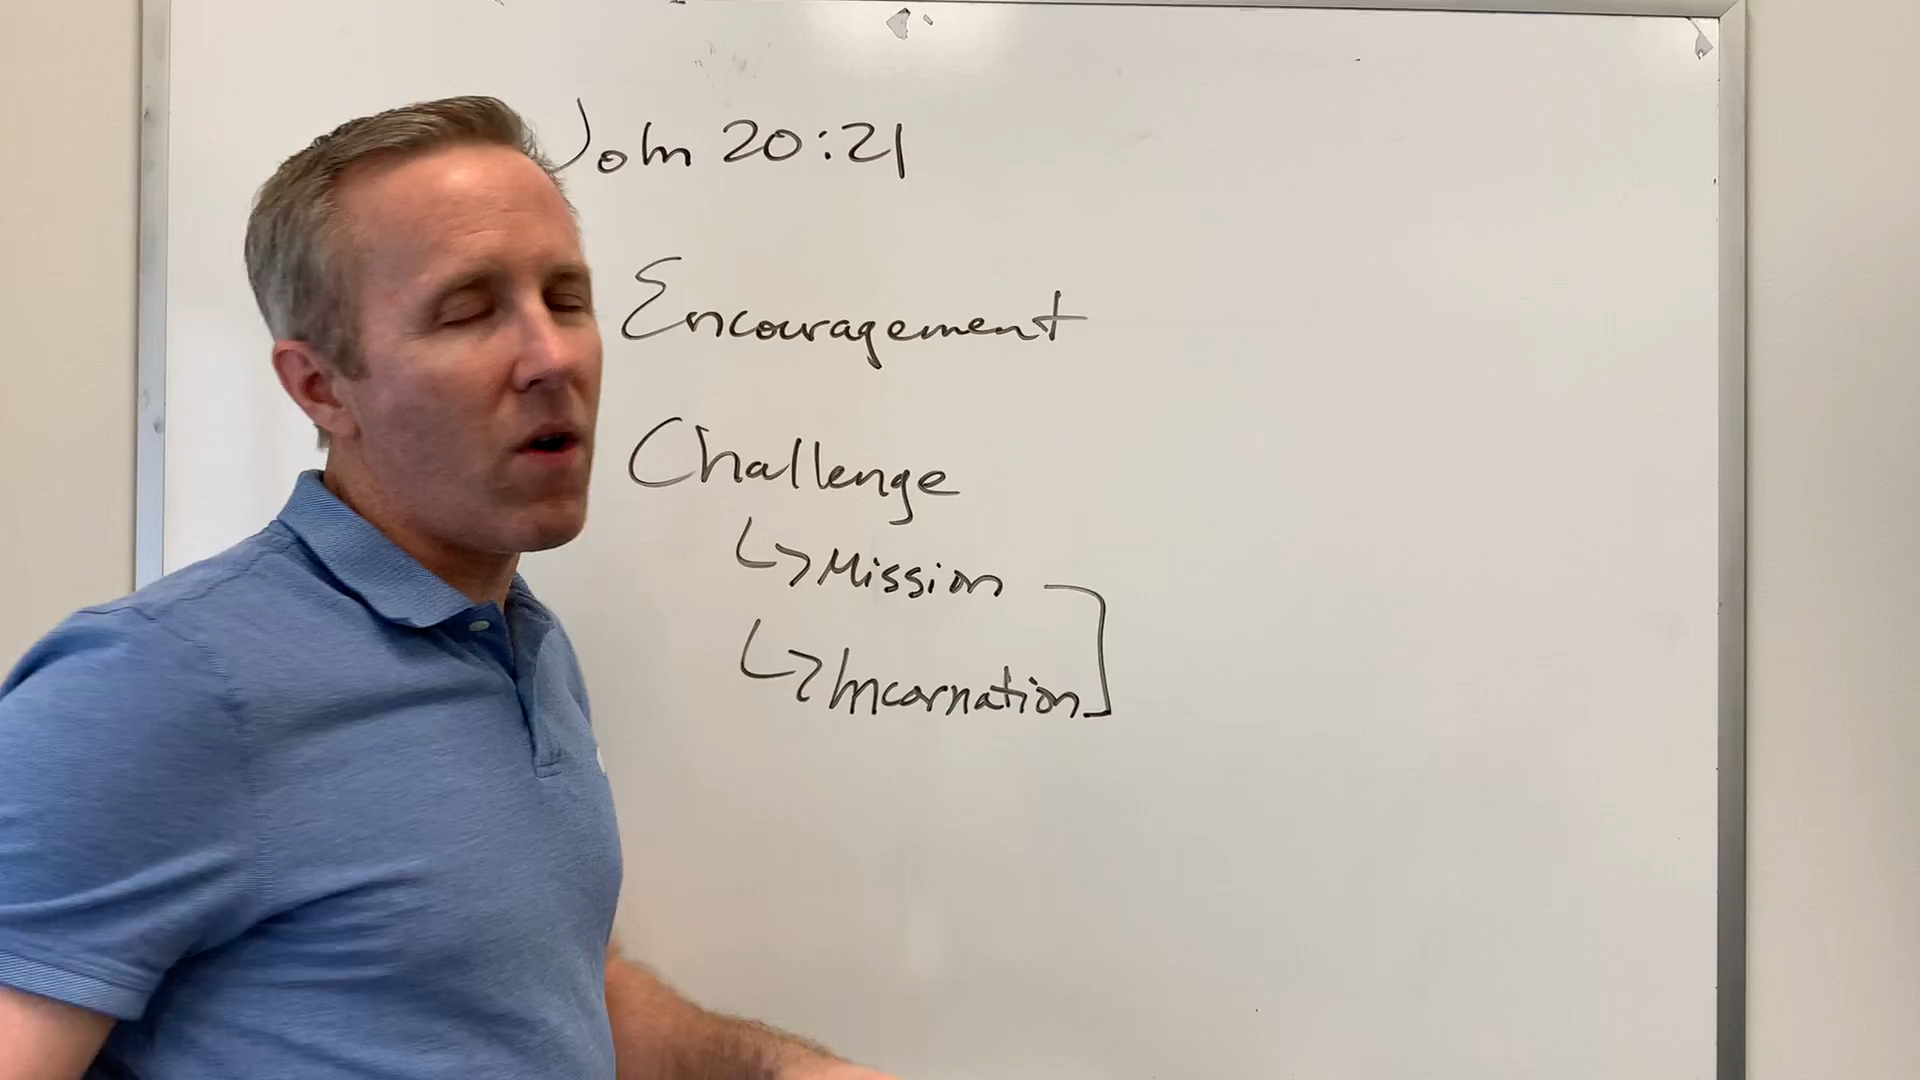 John 20:21
Encouragement
Challenge
↳ Mission
↳ Incarnation